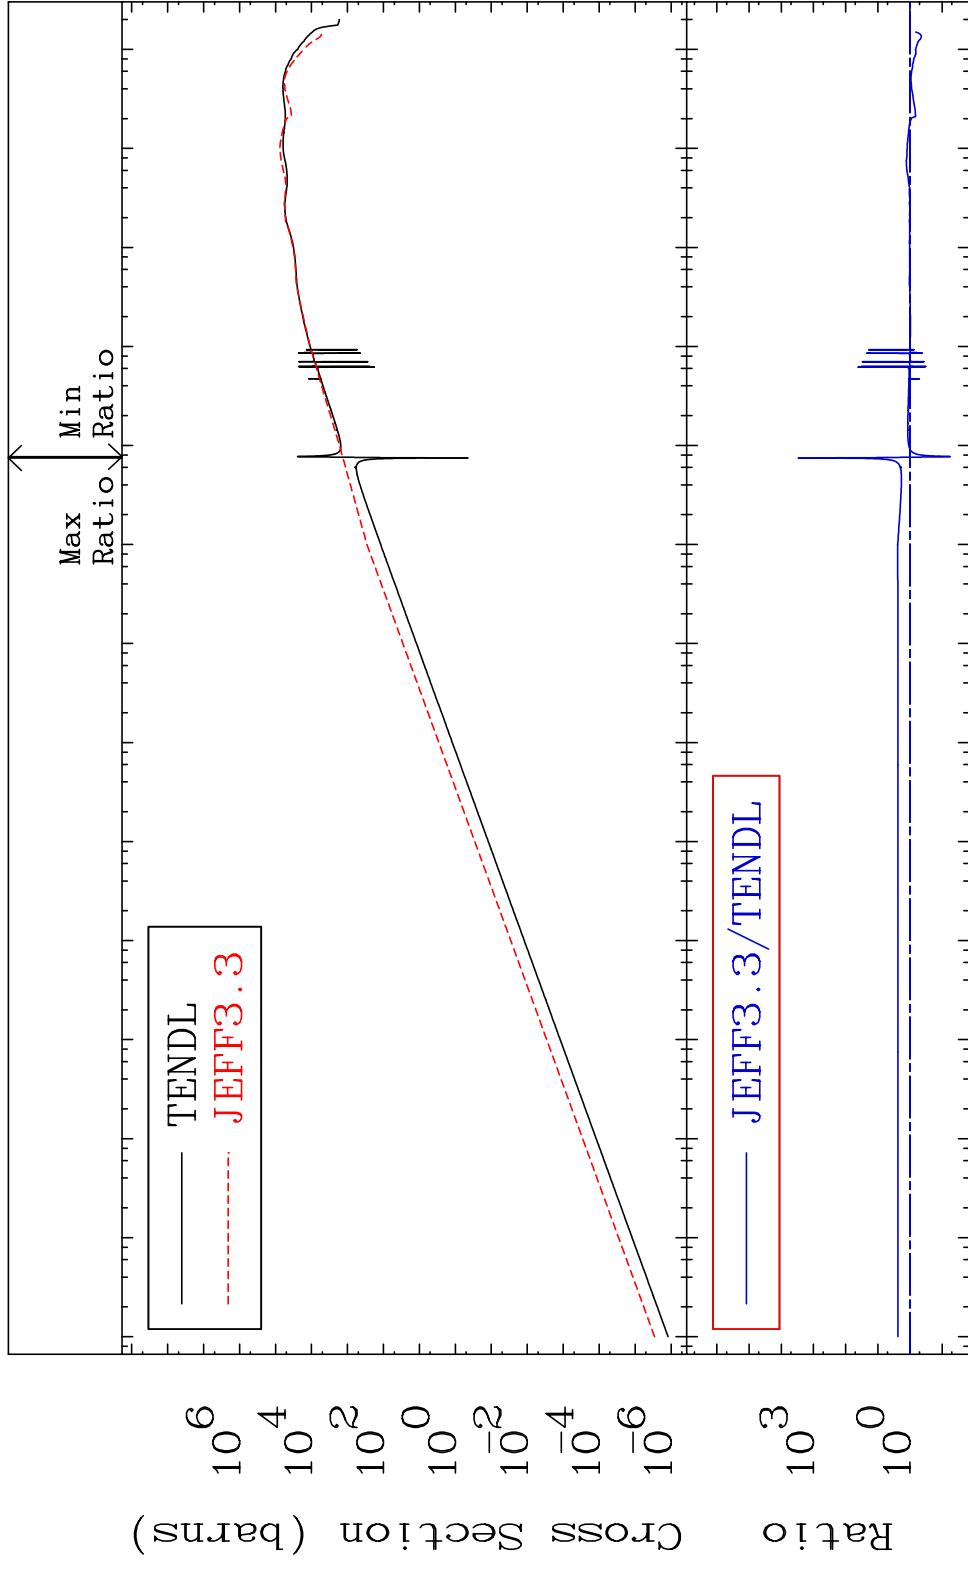 Max
Ratio
Min
Ratio
TENDL
JEFF3.3
JEFF3.3/TENDL
Cross Section (barns)
10^6
10^4
10^2
10^0
10^-2
10^-4
10^-6
Ratio
10^3
10^0